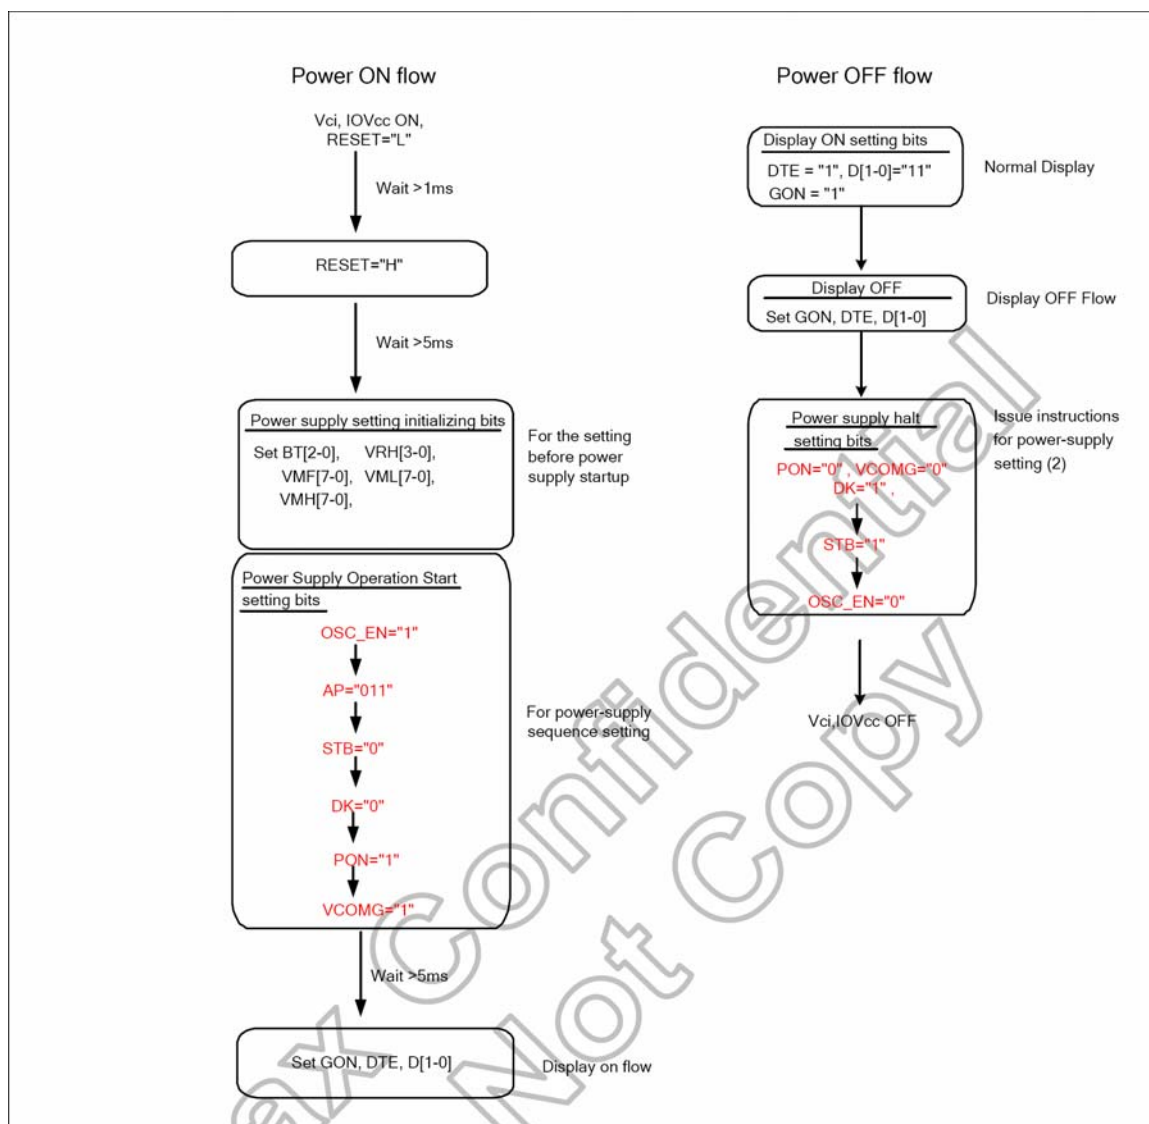 Power ON flow
Vci, IOVcc ON,
RESET="L"
Wait >1ms
RESET="H"
Wait >5ms
Power supply setting initializing bits
Set BT[2-0], VRH[3-0],
VMF[7-0], VML[7-0],
VMH[7-0],
For the setting
before power
supply startup
Power Supply Operation Start
setting bits
OSC_EN="1"
AP="011"
STB="0"
DK="0"
PON="1"
VCOMG="1"
For power-supply
sequence setting
Wait >5ms
Set GON, DTE, D[1-0]
Display on flow
Power OFF flow
Display ON setting bits
DTE = "1", D[1-0]="11"
GON = "1"
Normal Display
Display OFF
Set GON, DTE, D[1-0]
Display OFF Flow
Power supply halt
setting bits
PON="0" , VCOMG="0"
DK="1" ,
STB="1"
OSC_EN="0"
Issue instructions
for power-supply
setting (2)
Vci,IOVcc OFF
ax Confidential
Not Copy